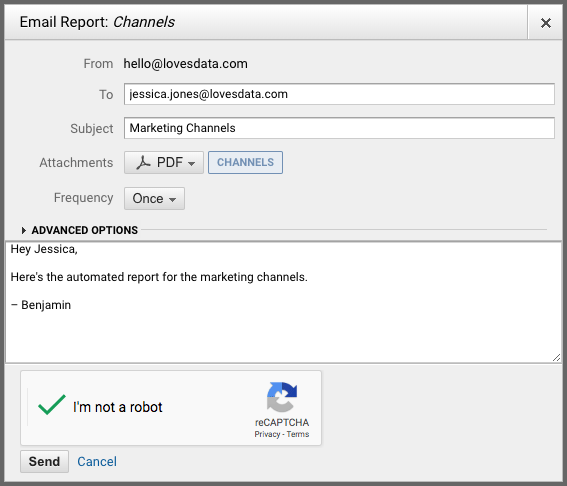 Email Report: Channels
From hello@lovesdata.com
To jessica.jones@lovesdata.com
Subject Marketing Channels
Attachments PDF CHANNELS
Frequency Once
ADVANCED OPTIONS
Hey Jessica,
Here's the automated report for the marketing channels.
– Benjamin
I'm not a robot
reCAPTCHA
Privacy - Terms
Send Cancel